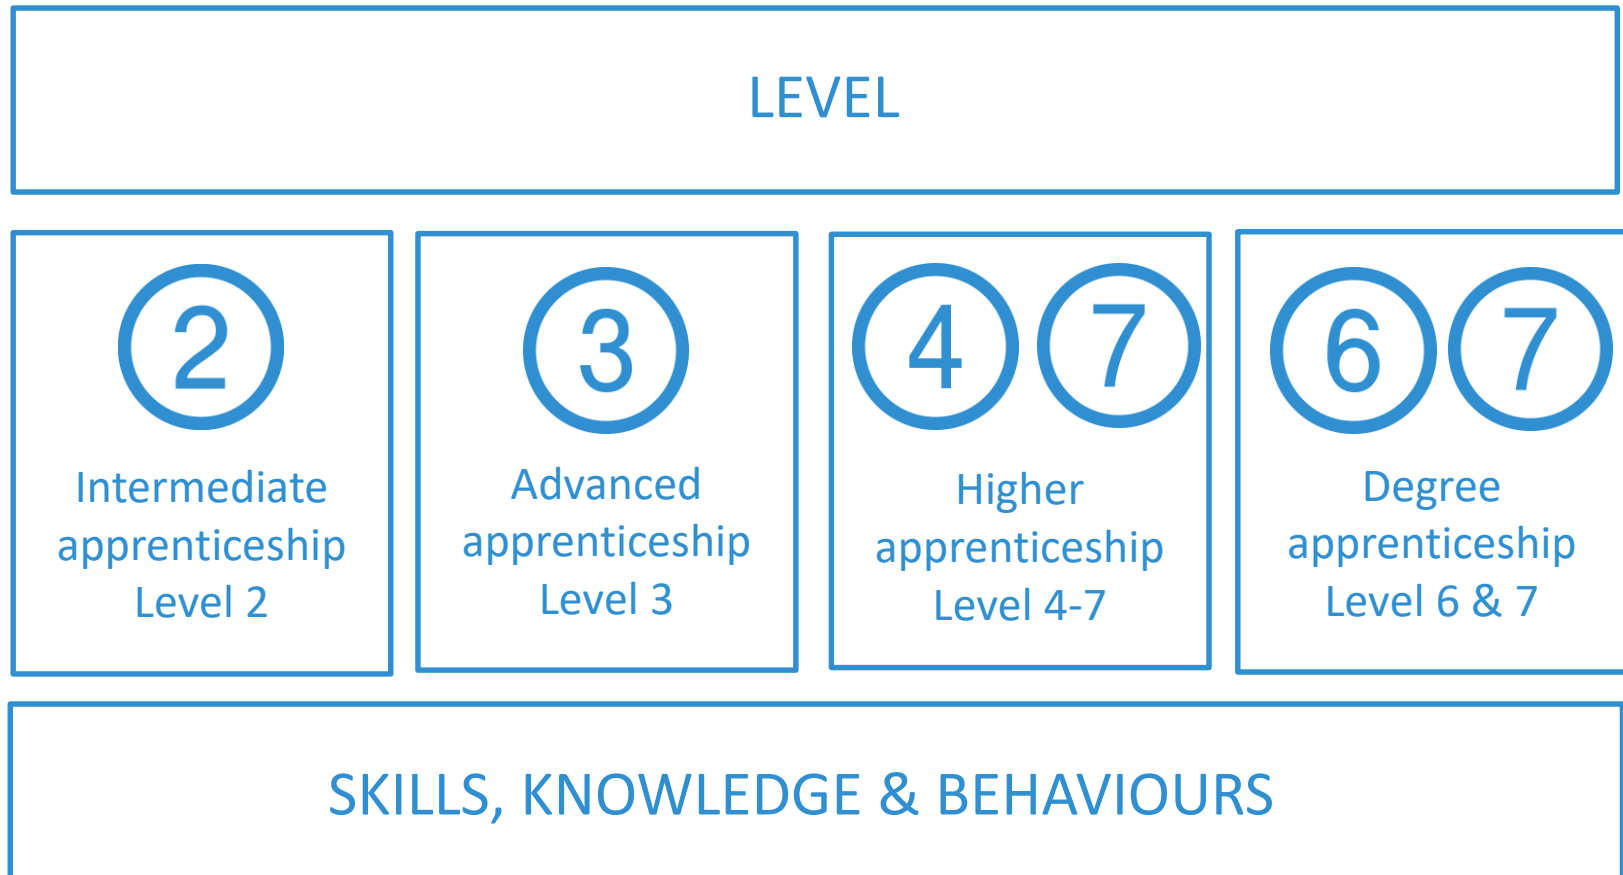 LEVEL
2
Intermediate
apprenticeship
Level 2
3
Advanced
apprenticeship
Level 3
4 7
Higher
apprenticeship
Level 4-7
6 7
Degree
apprenticeship
Level 6 & 7
SKILLS, KNOWLEDGE & BEHAVIOURS